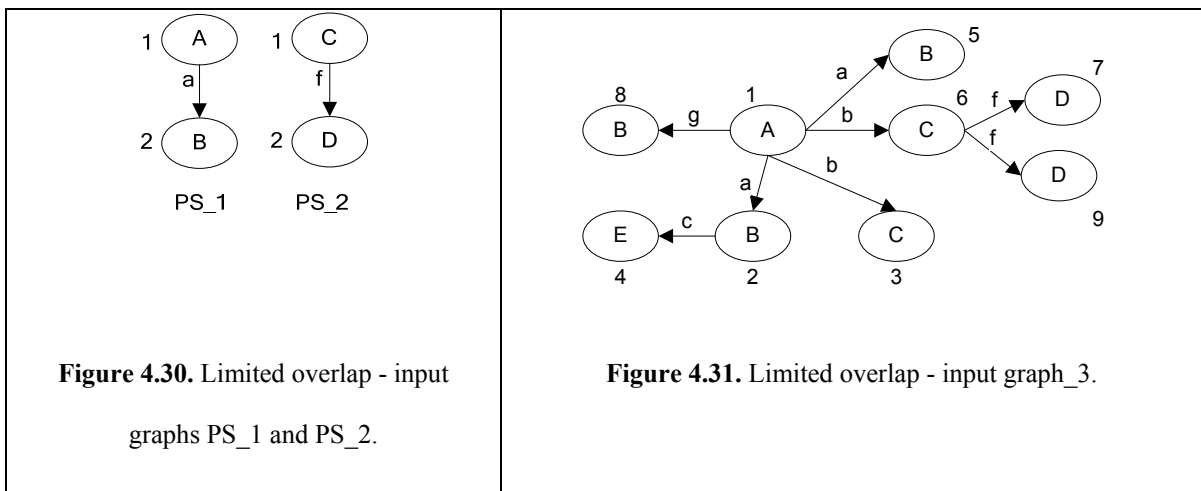 1 A 1 C
a f
2 B 2 D
PS_1 PS_2
Figure 4.30. Limited overlap - input
graphs PS_1 and PS_2.
5
B
a
7
8 1 6 f D
B g A b C
f
b D
a
9
E c B C
4 2 3
Figure 4.31. Limited overlap - input graph_3.